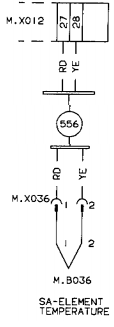 M.X012
27 28
RD YE
556
RD YE
M.X036
1 2
1 2
M.B036
SA-ELEMENT
TEMPERATURE